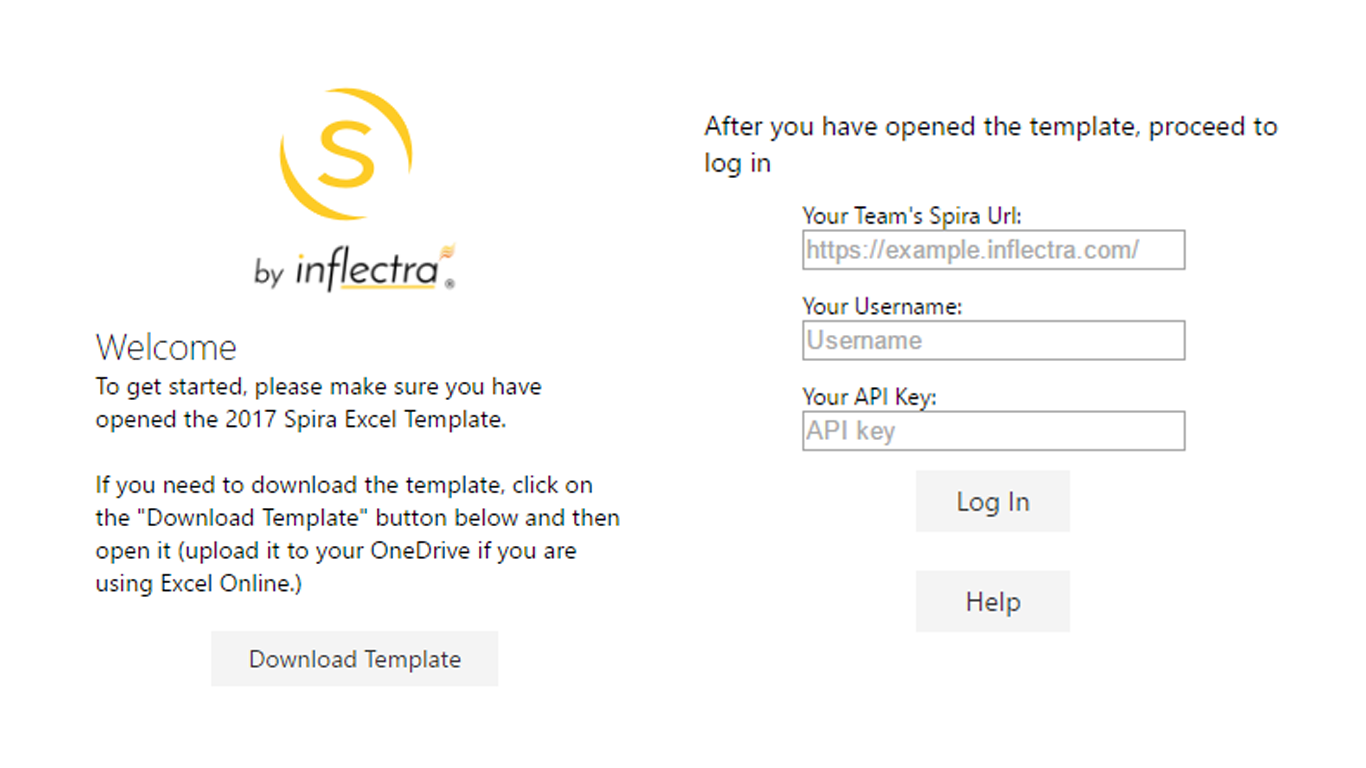 S
by inflectra®
Welcome
To get started, please make sure you have
opened the 2017 Spira Excel Template.
If you need to download the template, click on
the "Download Template" button below and then
open it (upload it to your OneDrive if you are
using Excel Online.)
Download Template
After you have opened the template, proceed to
log in
Your Team's Spira Url:
https://example.inflectra.com/
Your Username:
Username
Your API Key:
API key
Log In
Help